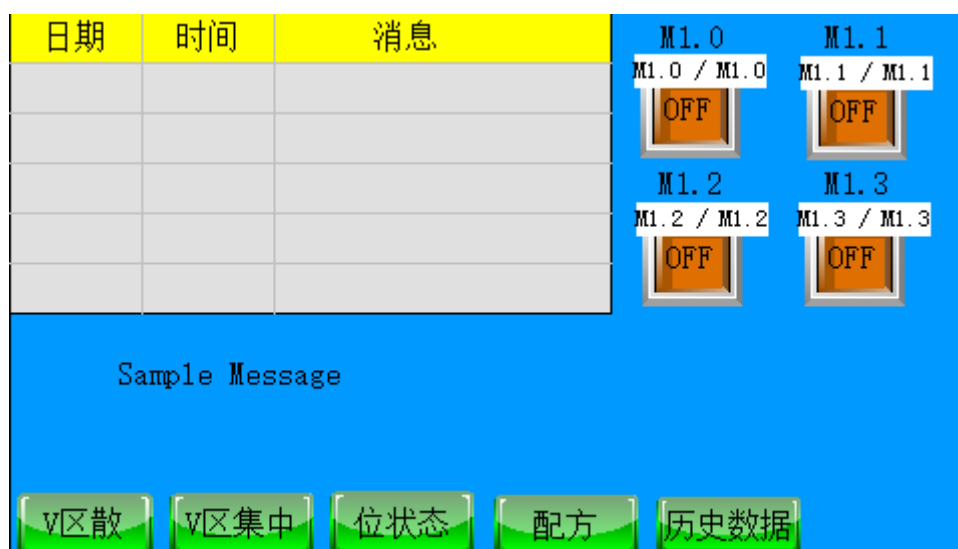 日期 时间 消息
M1.0 M1.1
M1.0 / M1.0 M1.1 / M1.1
OFF OFF
M1.2 M1.3
M1.2 / M1.2 M1.3 / M1.3
OFF OFF
Sample Message
V区散 V区集中 位状态 配方 历史数据